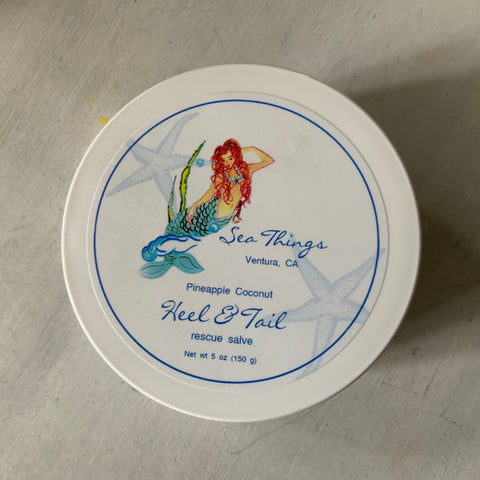 Sea Things
Ventura, CA
Pineapple Coconut
Heel & Tail
rescue salve
Net wt 5 oz (150 g)